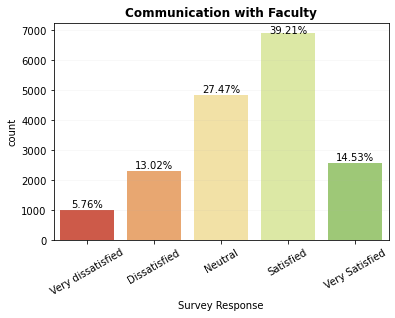 Communication with Faculty
7000
6000
5000
4000
3000
2000
1000
0
count
5.76%
13.02%
27.47%
39.21%
14.53%
Very dissatisfied
Dissatisfied
Neutral
Satisfied
Very Satisfied
Survey Response